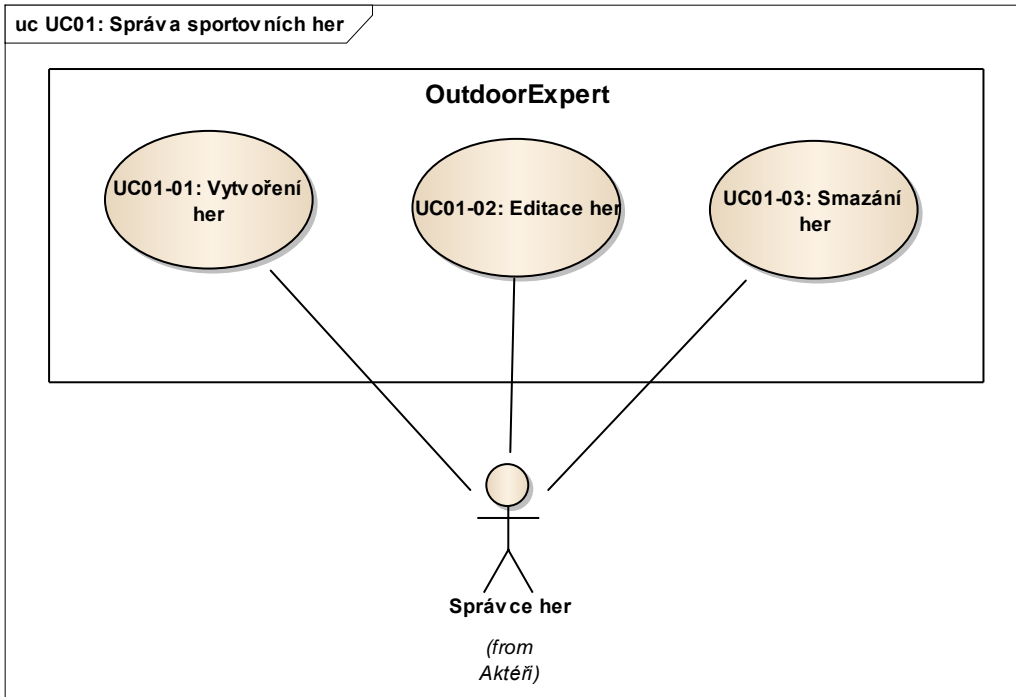 uc UC01: Správa sportovních her
OutdoorExpert
UC01-01: Vytvoření
her
UC01-02: Editace her
UC01-03: Smazání
her
Správce her
(from
Aktéři)